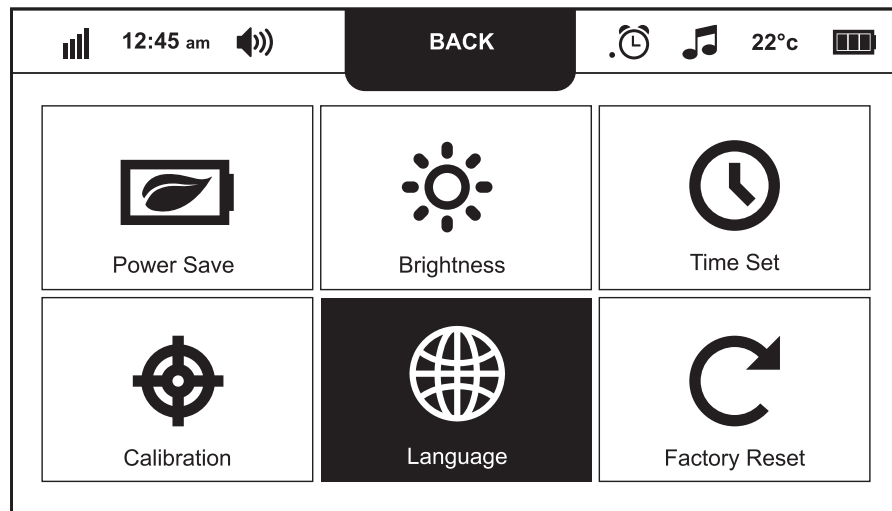 12:45 am
BACK
22°c
Power Save
Brightness
Time Set
Calibration
Language
Factory Reset